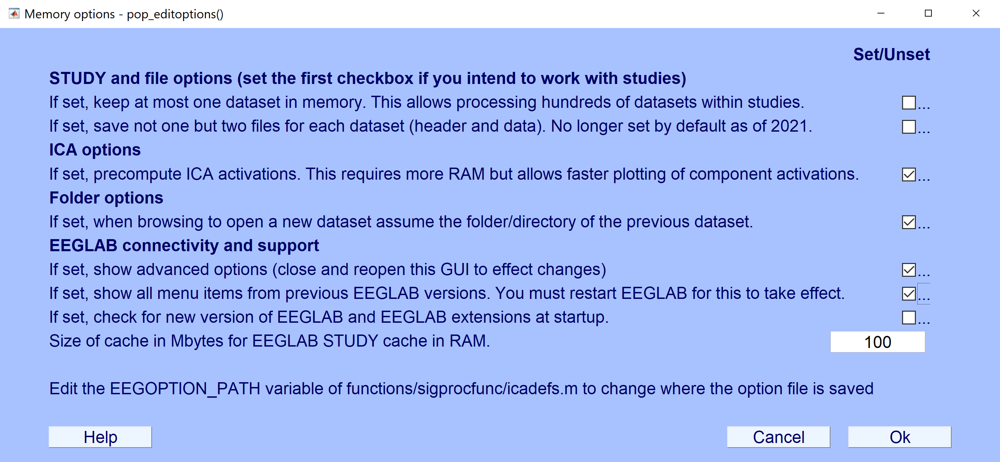 Memory options - pop_editoptions()
Set/Unset
STUDY and file options (set the first checkbox if you intend to work with studies)
If set, keep at most one dataset in memory. This allows processing hundreds of datasets within studies. ...
If set, save not one but two files for each dataset (header and data). No longer set by default as of 2021. ...
ICA options
If set, precompute ICA activations. This requires more RAM but allows faster plotting of component activations. ...
Folder options
If set, when browsing to open a new dataset assume the folder/directory of the previous dataset. ...
EEGLAB connectivity and support
If set, show advanced options (close and reopen this GUI to effect changes) ...
If set, show all menu items from previous EEGLAB versions. You must restart EEGLAB for this to take effect. ...
If set, check for new version of EEGLAB and EEGLAB extensions at startup. ...
Size of cache in Mbytes for EEGLAB STUDY cache in RAM. 100
Edit the EEGOPTION_PATH variable of functions/sigprocfunc/icadefs.m to change where the option file is saved
Help Cancel Ok